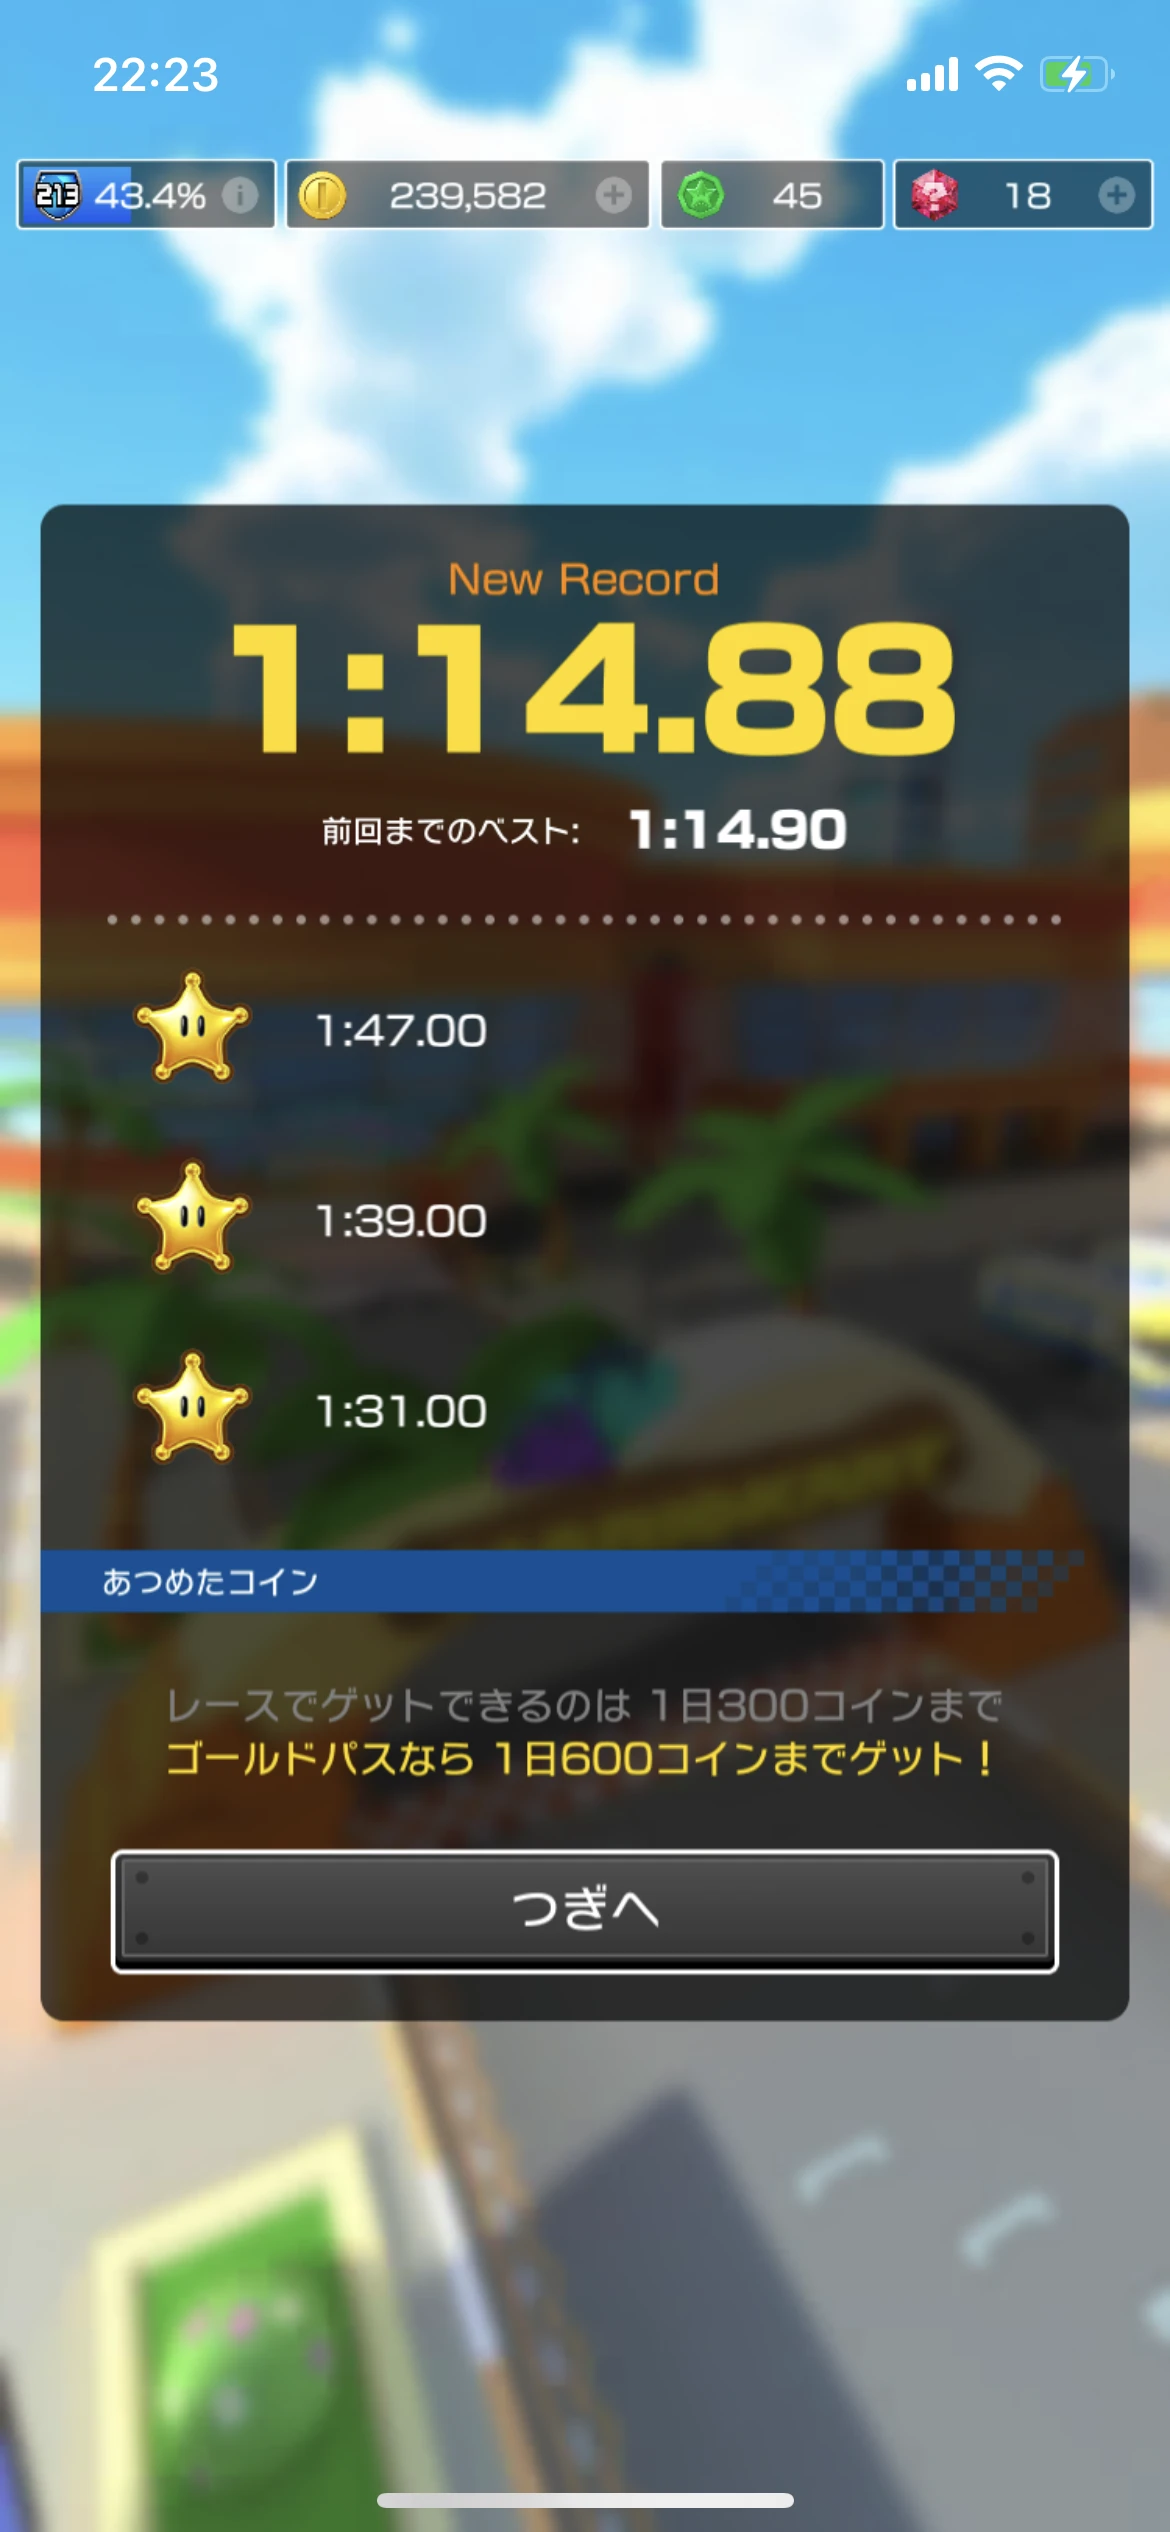 22:23
213 43.4% i 239,582 + 45 ? 18 +
New Record
1:14.88
前回までのベスト: 1:14.90
1:47.00
1:39.00
1:31.00
あつめたコイン
レースでゲットできるのは 1日300コインまで
ゴールドパスなら 1日600コインまでゲット!
つぎへ